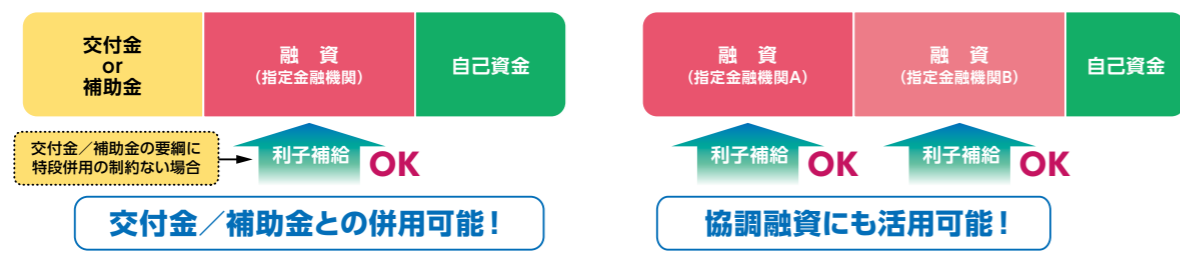 交付金
or
補助金
融 資
（指定金融機関）
自己資金
交付金／補助金の要綱に
特段併用の制約ない場合
利子補給
OK
交付金／補助金との併用可能！
融 資
（指定金融機関A）
融 資
（指定金融機関B）
自己資金
利子補給
OK
利子補給
OK
協調融資にも活用可能！